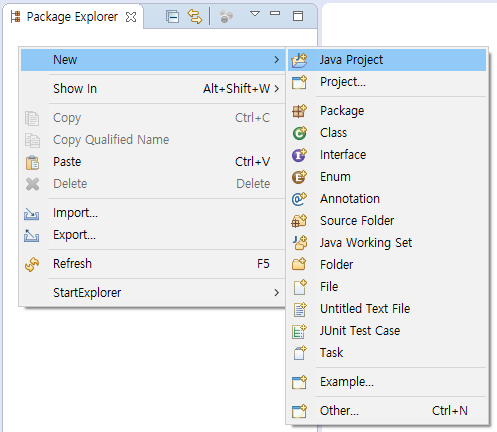 Package Explorer
New
Show In Alt+Shift+W
Copy Ctrl+C
Copy Qualified Name
Paste Ctrl+V
Delete Delete
Import...
Export...
Refresh F5
StartExplorer
Java Project
Project...
Package
Class
Interface
Enum
Annotation
Source Folder
Java Working Set
Folder
File
Untitled Text File
JUnit Test Case
Task
Example...
Other... Ctrl+N